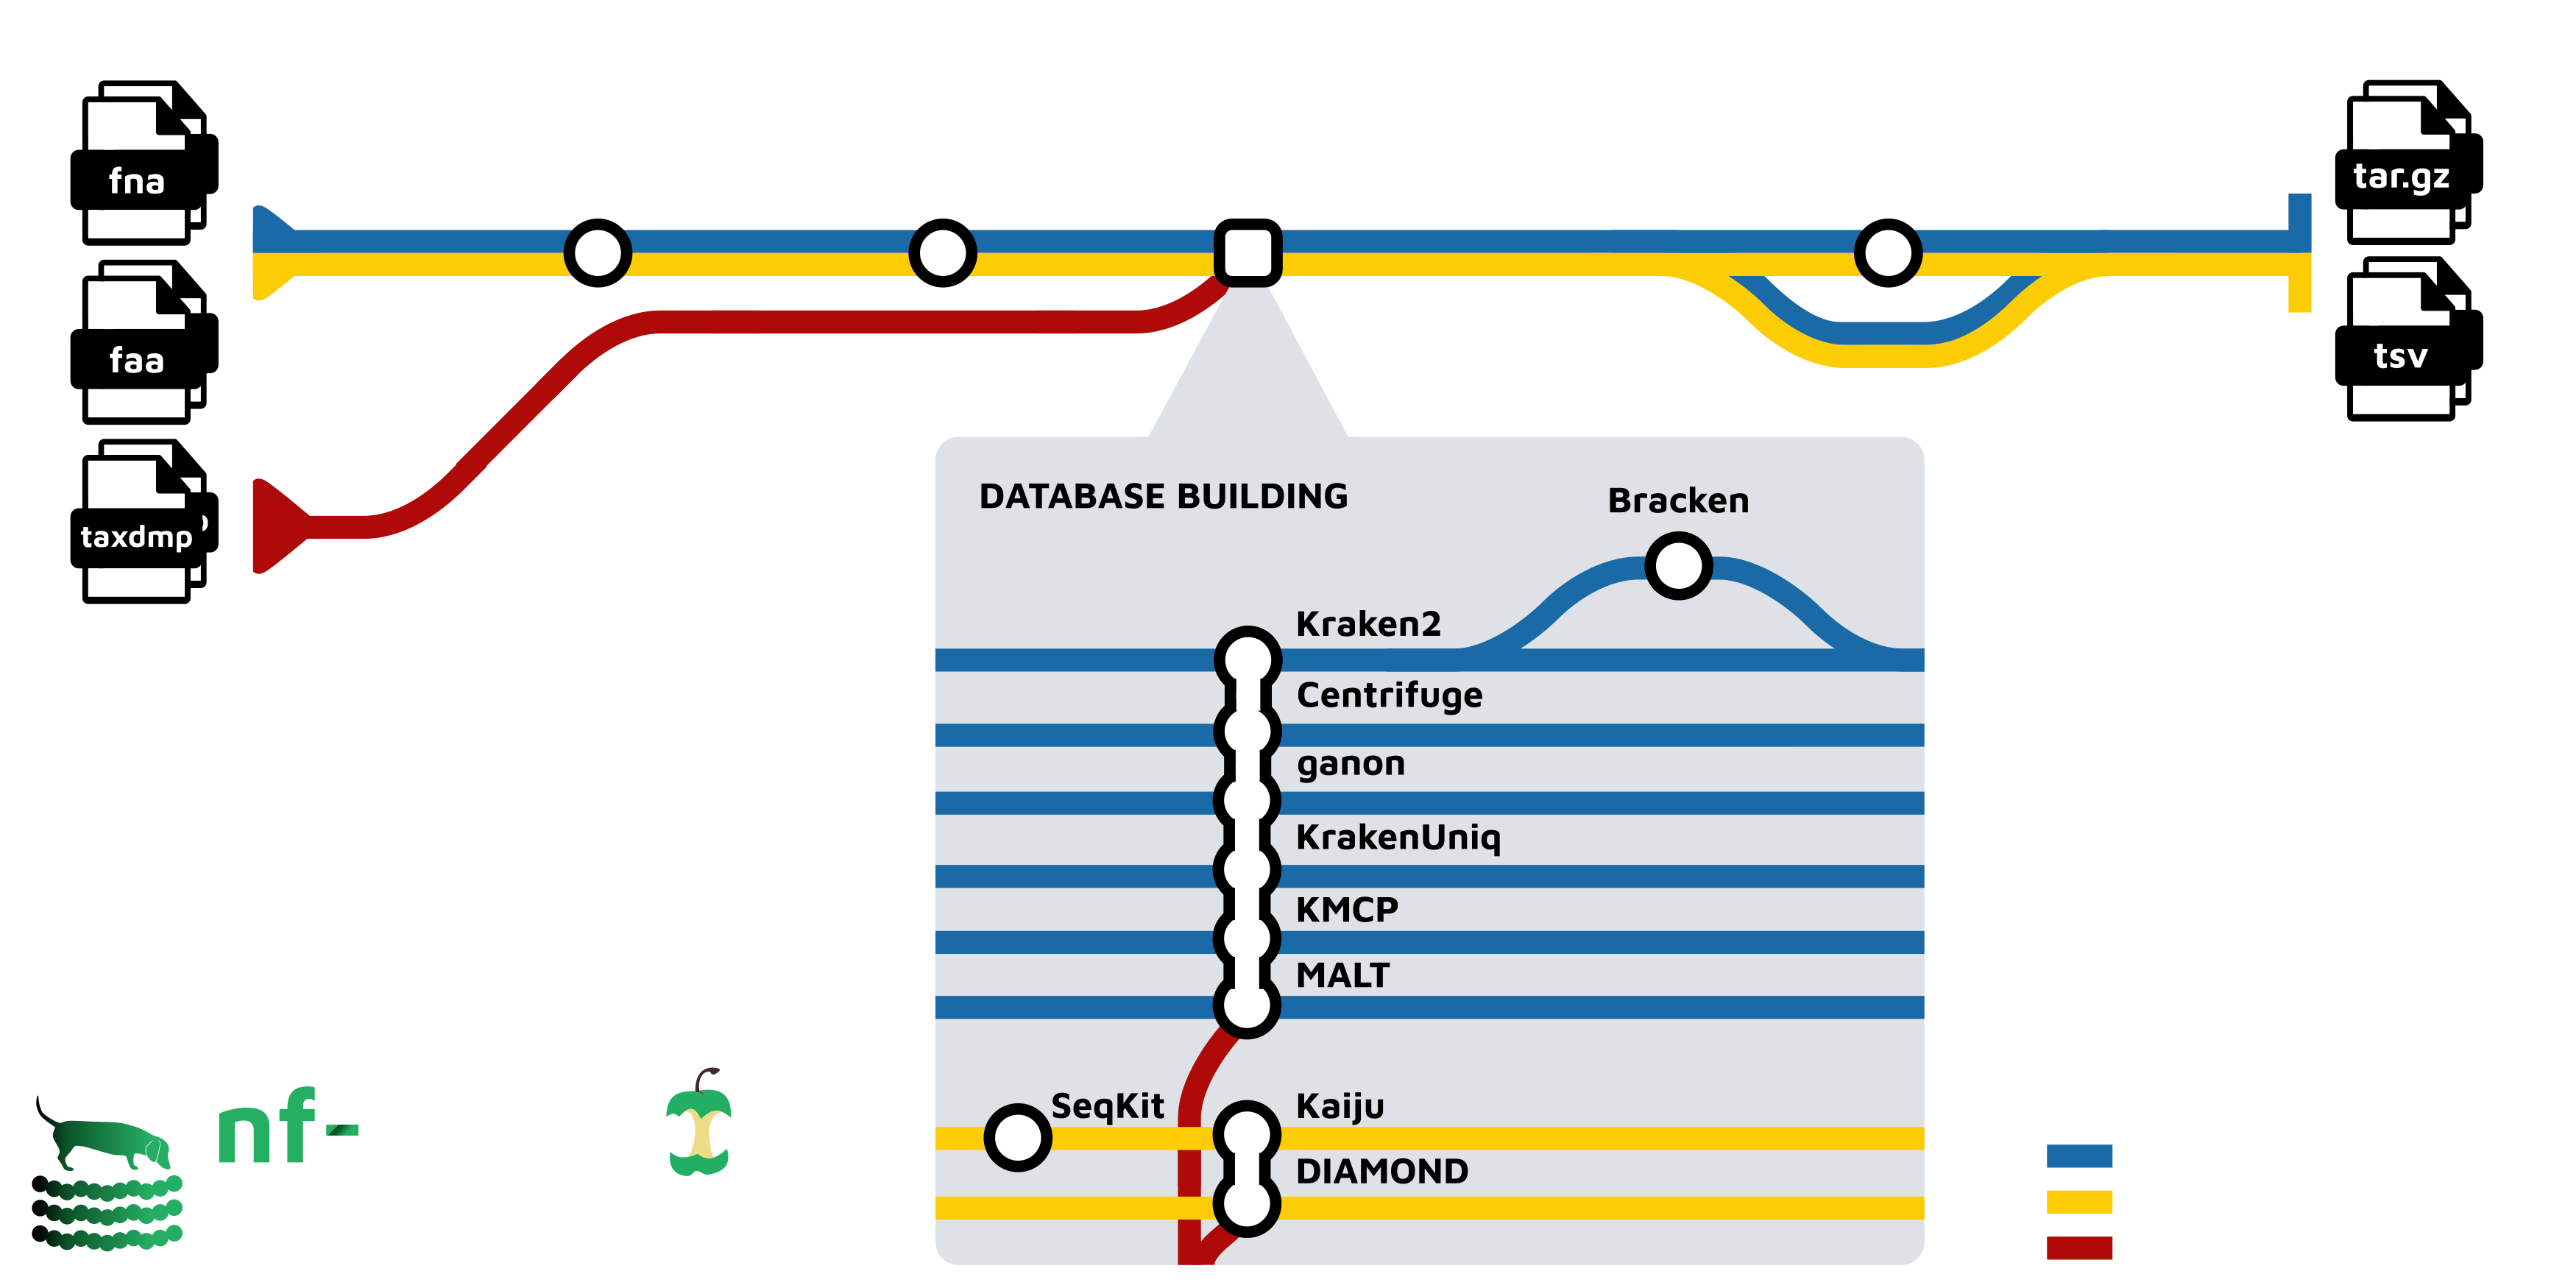 fna
faa
taxdmp
tar.gz
tsv
DATABASE BUILDING
Bracken
Kraken2
Centrifuge
ganon
KrakenUniq
KMCP
MALT
SeqKit
Kaiju
DIAMOND
nf-